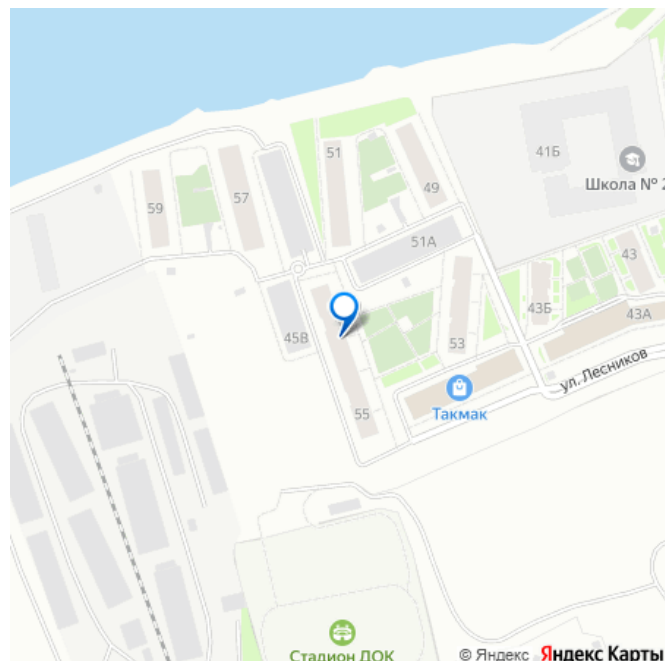 51
41Б
59
57
49
Школа № 2
51А
43
43Б
45В
43А
53
ул. Лесников
Такмак
55
Стадион ДОК
© Яндекс Яндекс Карты